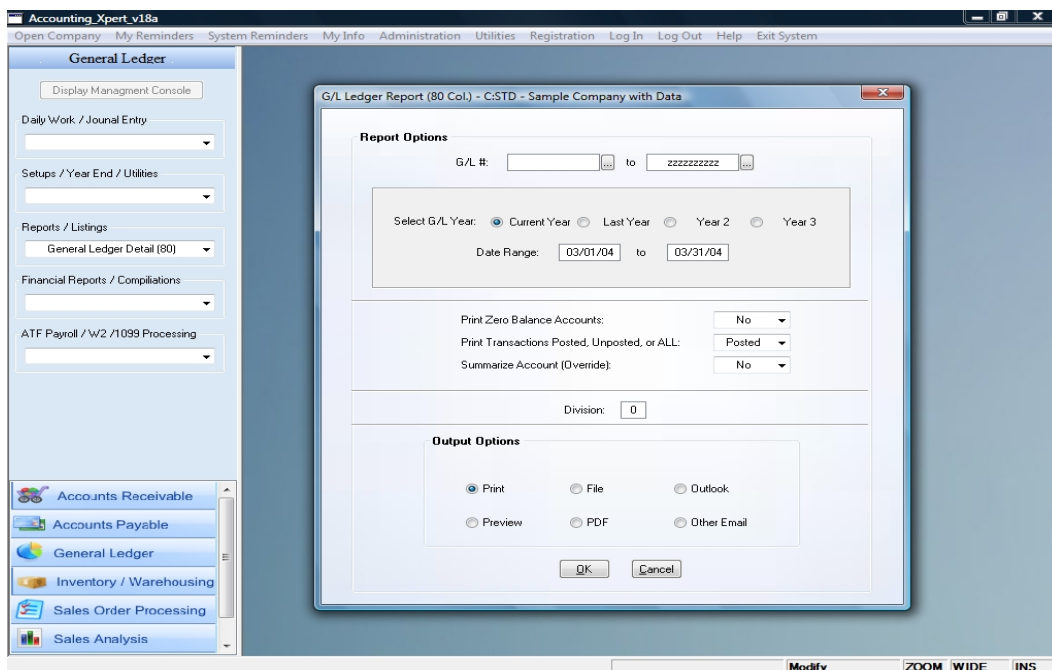 Accounting_Xpert_v18a
Open Company My Reminders System Reminders My Info Administration Utilities Registration Log In Log Out Help Exit System
General Ledger
Display Managment Console
Daily Work / Jounal Entry
Setups / Year End / Utilities
Reports / Listings
General Ledger Detail (80)
Financial Reports / Compiliations
ATF Payroll / W2 /1099 Processing
Accounts Receivable
Accounts Payable
General Ledger
Inventory / Warehousing
Sales Order Processing
Sales Analysis
G/L Ledger Report (80 Col.) - C:STD - Sample Company with Data
Report Options
G/L #: ... to zzzzzzzzzz ...
Select G/L Year: Current Year Last Year Year 2 Year 3
Date Range: 03/01/04 to 03/31/04
Print Zero Balance Accounts: No
Print Transactions Posted, Unposted, or ALL: Posted
Summarize Account (Override): No
Division: 0
Output Options
Print File Outlook
Preview PDF Other Email
OK Cancel
Modify ZOOM WIDE INS